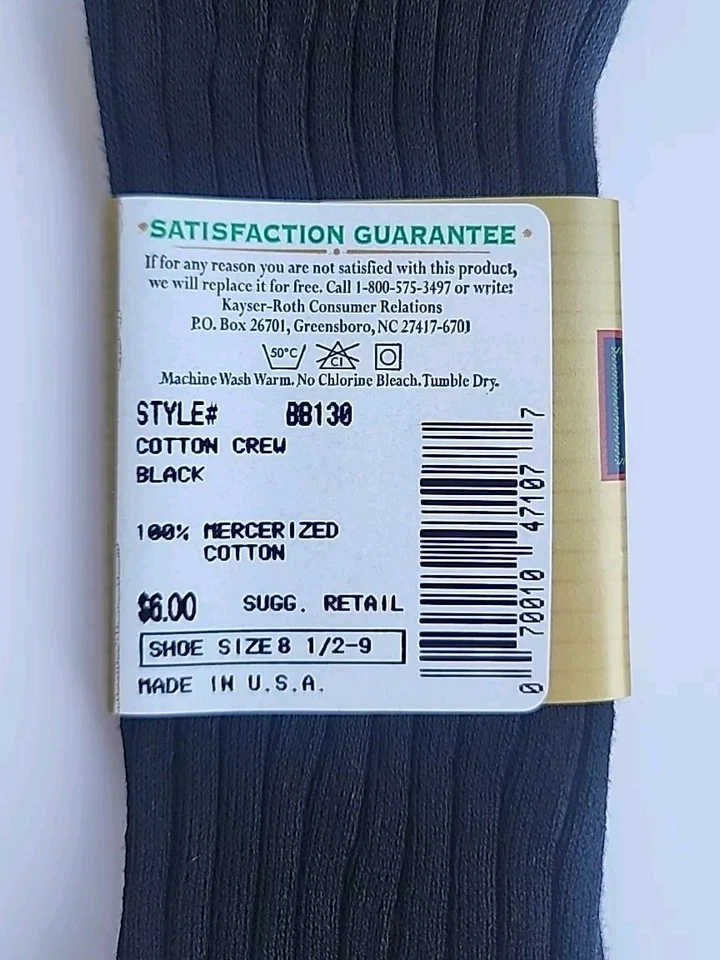 SATISFACTION GUARANTEE
If for any reason you are not satisfied with this product,
we will replace it for free. Call 1-800-575-3497 or write:
Kayser-Roth Consumer Relations
P.O. Box 26701, Greensboro, NC 27417-6701
50°C Cl
Machine Wash Warm. No Chlorine Bleach. Tumble Dry.
STYLE# BB130
COTTON CREW
BLACK
100% MERCERIZED
COTTON
$6.00 SUGG. RETAIL
SHOE SIZE 8 1/2-9
MADE IN U.S.A.
0 70010 47107 7